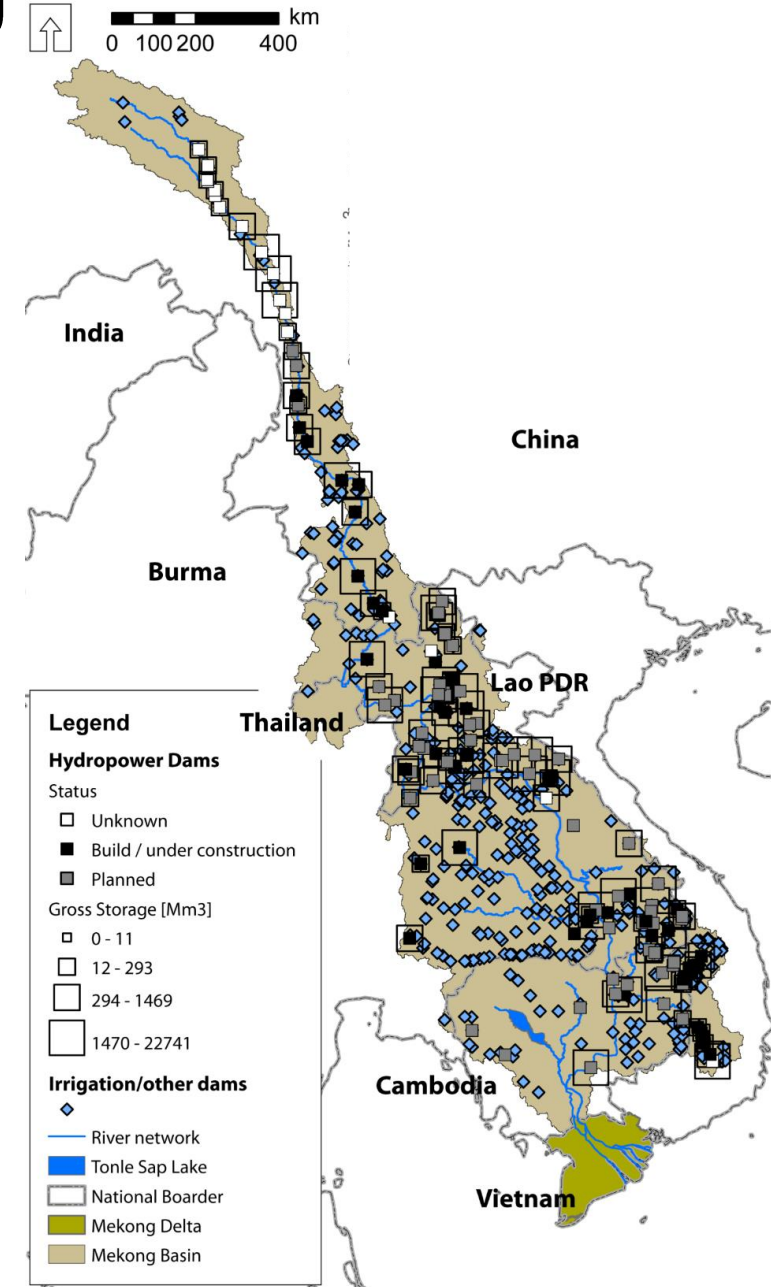 km
0 100 200 400
India
China
Burma
Lao PDR
Thailand
Legend
Hydropower Dams
Status
Unknown
Build / under construction
Planned
Gross Storage [Mm3]
0 - 11
12 - 293
294 - 1469
1470 - 22741
Irrigation/other dams
River network
Tonle Sap Lake
National Boarder
Mekong Delta
Mekong Basin
Cambodia
Vietnam